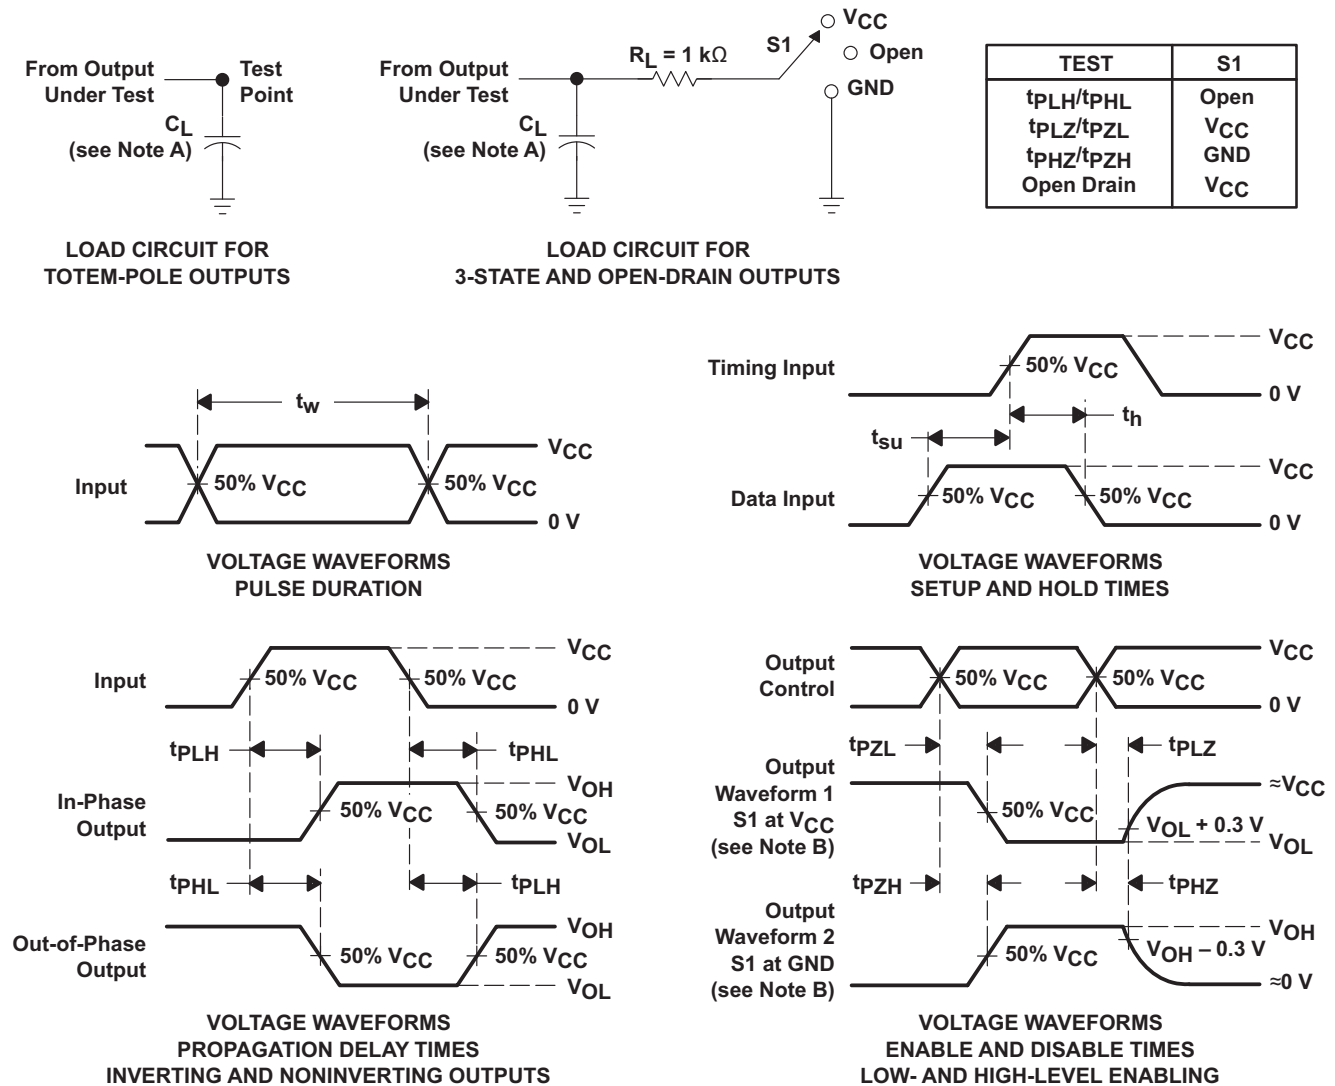 From Output
Under Test
Test
Point
CL
(see Note A)
LOAD CIRCUIT FOR
TOTEM-POLE OUTPUTS
From Output
Under Test
RL = 1 kΩ
S1
VCC
Open
GND
CL
(see Note A)
LOAD CIRCUIT FOR
3-STATE AND OPEN-DRAIN OUTPUTS
TEST S1
tPLH/tPHL Open
tPLZ/tPZL VCC
tPHZ/tPZH GND
Open Drain VCC
tw
Input
50% VCC
50% VCC
VCC
0 V
VOLTAGE WAVEFORMS
PULSE DURATION
Timing Input
50% VCC
VCC
0 V
th
tsu
Data Input
50% VCC
50% VCC
VCC
0 V
VOLTAGE WAVEFORMS
SETUP AND HOLD TIMES
Input
50% VCC
50% VCC
VCC
0 V
tPLH
tPHL
In-Phase
Output
50% VCC
50% VCC
VOH
VOL
tPHL
tPLH
Out-of-Phase
Output
50% VCC
50% VCC
VOH
VOL
VOLTAGE WAVEFORMS
PROPAGATION DELAY TIMES
INVERTING AND NONINVERTING OUTPUTS
Output
Control
50% VCC
50% VCC
VCC
0 V
tPZL
tPLZ
Output
Waveform 1
S1 at VCC
(see Note B)
50% VCC
≈VCC
VOL + 0.3 V
VOL
tPZH
tPHZ
Output
Waveform 2
S1 at GND
(see Note B)
50% VCC
VOH
VOH – 0.3 V
≈0 V
VOLTAGE WAVEFORMS
ENABLE AND DISABLE TIMES
LOW- AND HIGH-LEVEL ENABLING